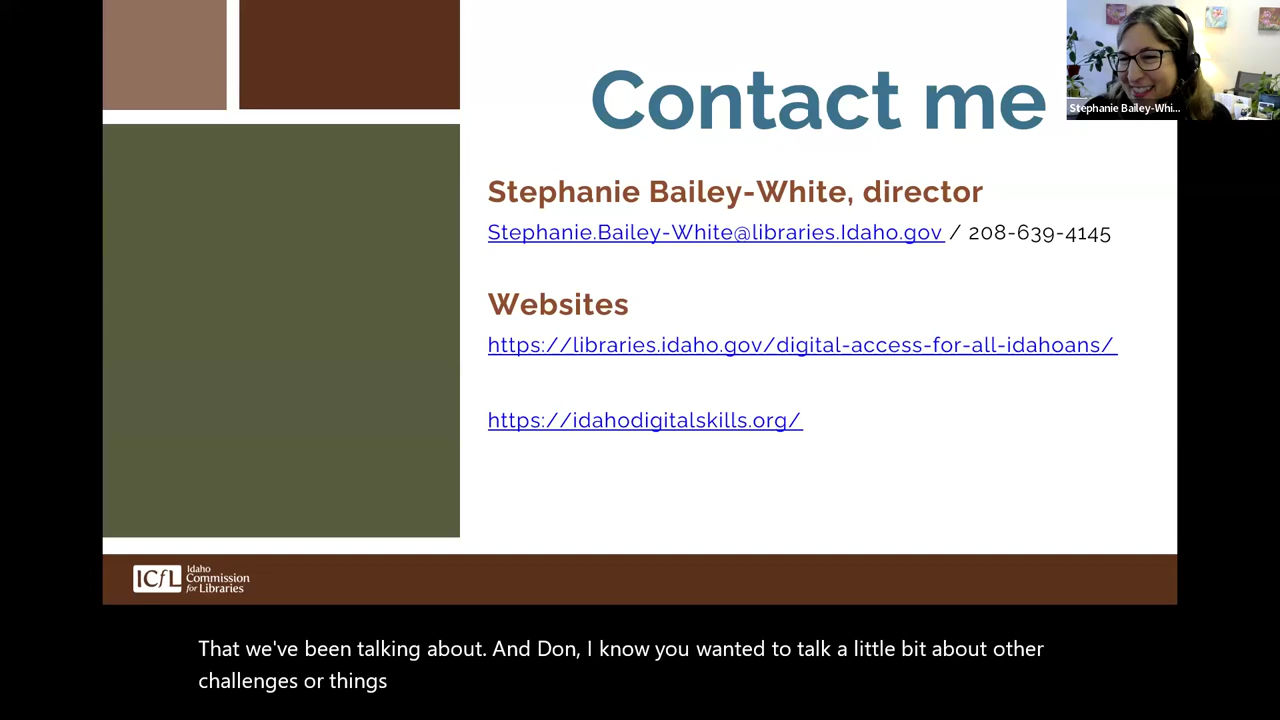 Contact me
Stephanie Bailey-Whi...
Stephanie Bailey-White, director
Stephanie.Bailey-White@libraries.Idaho.gov / 208-639-4145
Websites
https://libraries.idaho.gov/digital-access-for-all-idahoans/
https://idahodigitalskills.org/
ICfL
Idaho
Commission
for Libraries
That we've been talking about. And Don, I know you wanted to talk a little bit about other
challenges or things